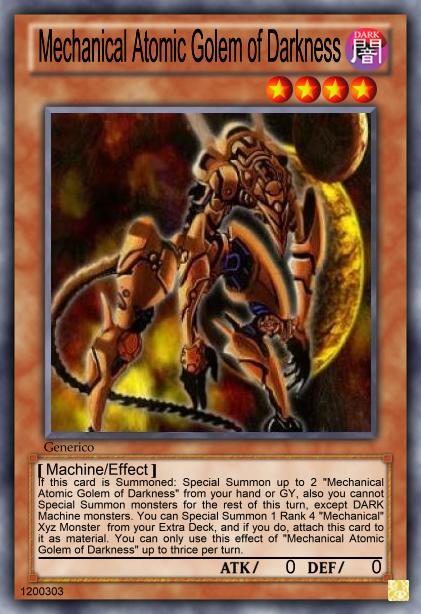 Mechanical Atomic Golem of Darkness
DARK
闇
Generico
[ Machine/Effect ]
If this card is Summoned: Special Summon up to 2 "Mechanical
Atomic Golem of Darkness" from your hand or GY, also you cannot
Special Summon monsters for the rest of this turn, except DARK
Machine monsters. You can Special Summon 1 Rank 4 "Mechanical"
Xyz Monster from your Extra Deck, and if you do, attach this card to
it as material. You can only use this effect of "Mechanical Atomic
Golem of Darkness" up to thrice per turn.
ATK/ 0 DEF/ 0
1200303